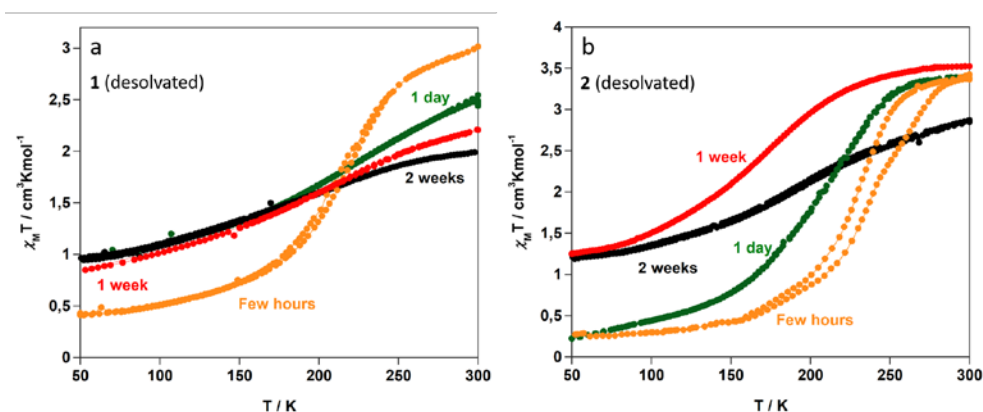 a
1 (desolvated)
3
2,5
2
1,5
1
0,5
0
χMT / cm3Kmol-1
1 day
2 weeks
1 week
Few hours
50 100 150 200 250 300
T / K
b
2 (desolvated)
4
3,5
3
2,5
2
1,5
1
0,5
0
χMT / cm3Kmol-1
1 week
1 day
2 weeks
Few hours
50 100 150 200 250 300
T / K